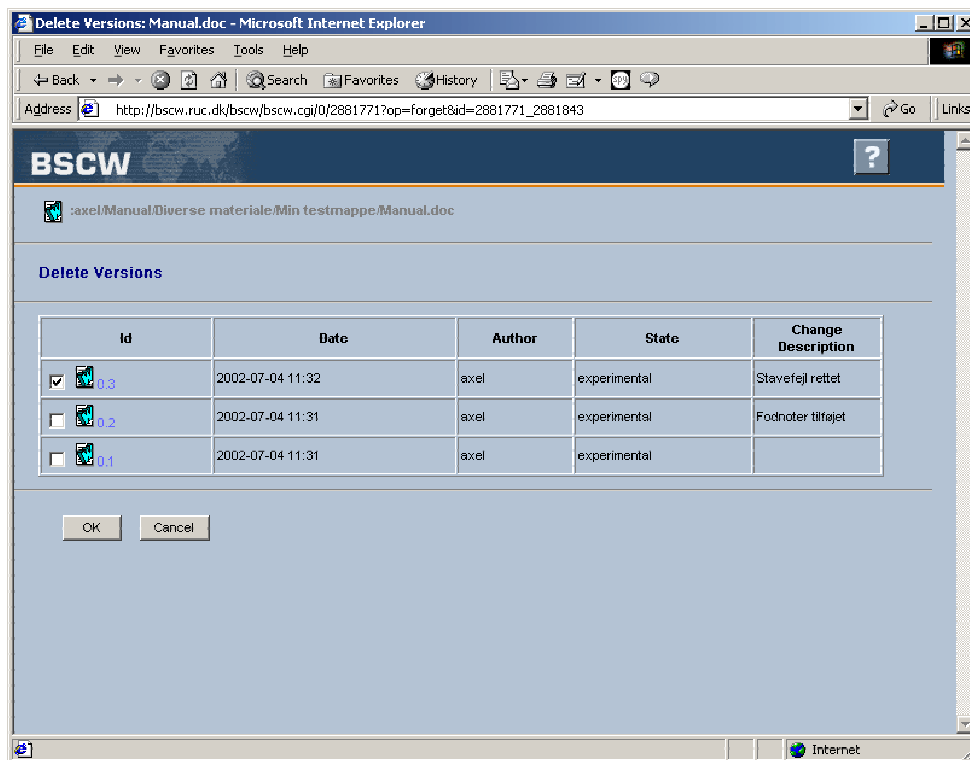 Delete Versions: Manual.doc - Microsoft Internet Explorer
File Edit View Favorites Tools Help
Back Search Favorites History
Address http://bscw.ruc.dk/bscw/bscw.cgi/0/2881771?op=forget&id=2881771_2881843 Go Links
BSCW ?
:axel/Manual/Diverse materiale/Min testmappe/Manual.doc
Delete Versions
Id Date Author State Change Description
0.3 2002-07-04 11:32 axel experimental Stavefejl rettet
0.2 2002-07-04 11:31 axel experimental Fodnoter tilføjet
0.1 2002-07-04 11:31 axel experimental
OK Cancel
Internet